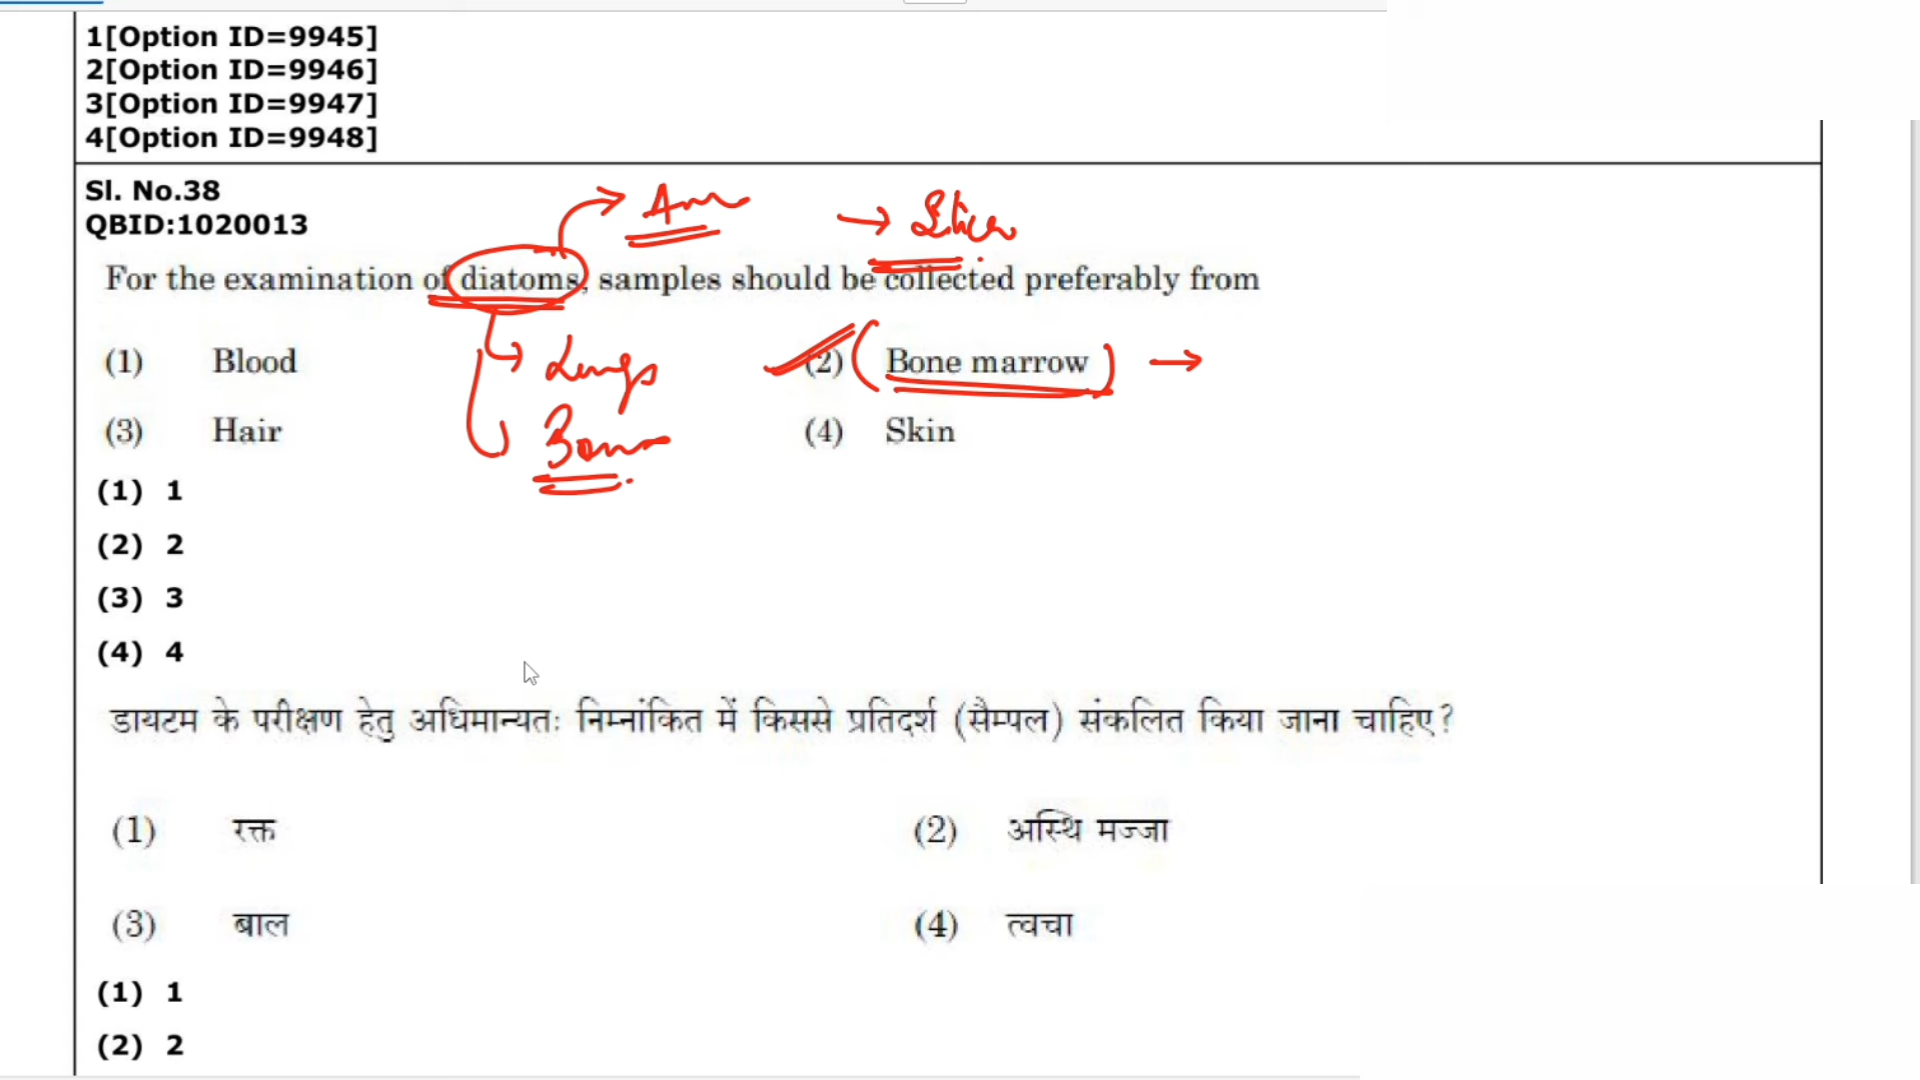 1[Option ID=9945]
2[Option ID=9946]
3[Option ID=9947]
4[Option ID=9948]
Sl. No.38
QBID:1020013
For the examination of diatoms, samples should be collected preferably from
(1) Blood (2) Bone marrow
Lungs
(3) Hair (4) Skin
(1) 1
(2) 2
(3) 3
(4) 4
डायटम के परीक्षण हेतु अधिमान्यतः निम्नांकित में किससे प्रतिदर्श (सैम्पल) संकलित किया जाना चाहिए?
(1) रक्त (2) अस्थि मज्जा
(3) बाल (4) त्वचा
(1) 1
(2) 2